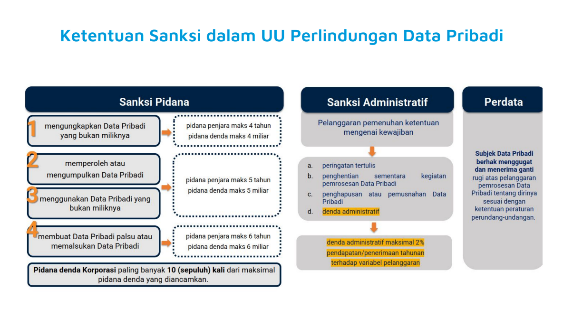 Ketentuan Sanksi dalam UU Perlindungan Data Pribadi
Sanksi Pidana
1
mengungkapkan Data Pribadi
yang bukan miliknya
pidana penjara maks 4 tahun
pidana denda maks 4 miliar
2
memperoleh atau
mengumpulkan Data Pribadi
3
menggunakan Data Pribadi yang
bukan miliknya
pidana penjara maks 5 tahun
pidana denda maks 5 miliar
4
membuat Data Pribadi palsu atau
memalsukan Data Pribadi
pidana penjara maks 6 tahun
pidana denda maks 6 miliar
Pidana denda Korporasi paling banyak 10 (sepuluh) kali dari maksimal
pidana denda yang diancamkan.
Sanksi Administratif
Pelanggaran pemenuhan ketentuan
mengenai kewajiban
a. peringatan tertulis
b. penghentian sementara kegiatan
pemrosesan Data Pribadi
c. penghapusan atau pemusnahan Data
Pribadi
d. denda administratif
denda administratif maksimal 2%
pendapatan/penerimaan tahunan
terhadap variabel pelanggaran
Perdata
Subjek Data Pribadi
berhak menggugat
dan menerima ganti
rugi atas pelanggaran
pemrosesan Data
Pribadi tentang dirinya
sesuai dengan
ketentuan peraturan
perundang-undangan.